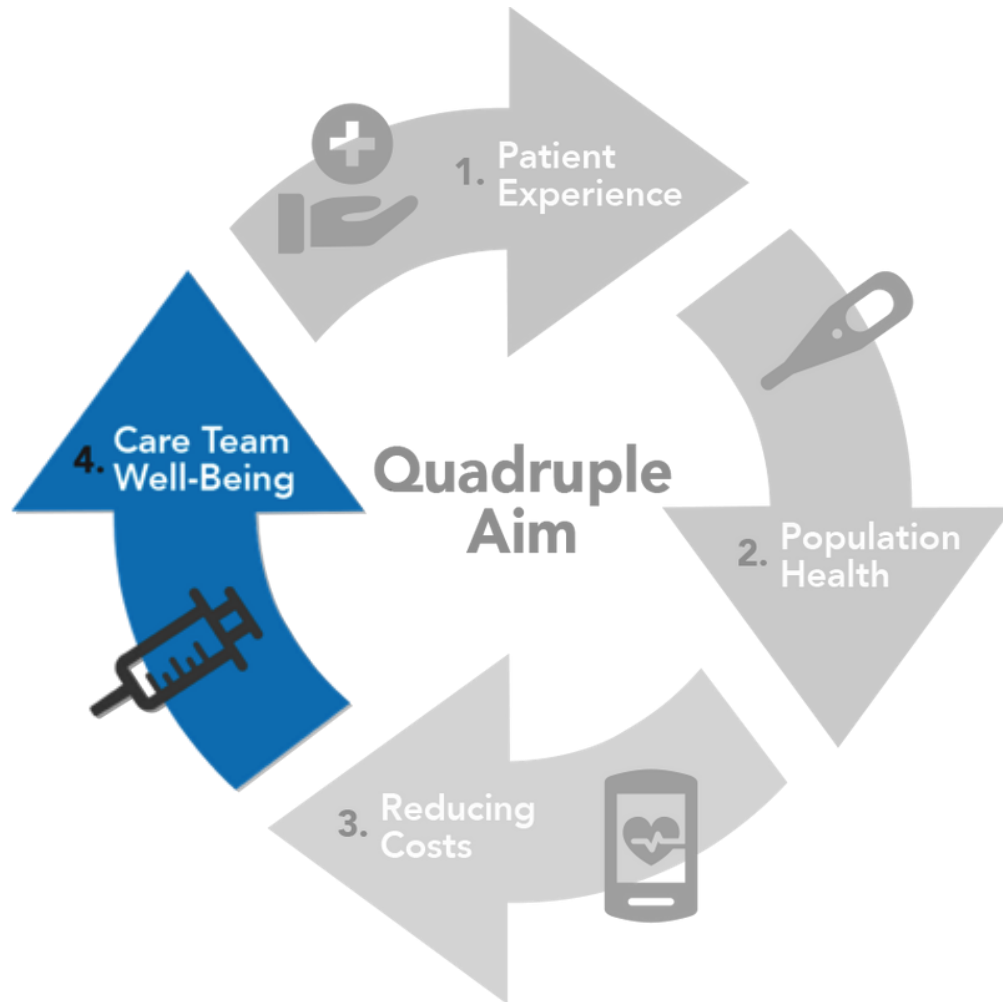 1. Patient
Experience
2. Population
Health
3. Reducing
Costs
4. Care Team
Well-Being
Quadruple
Aim